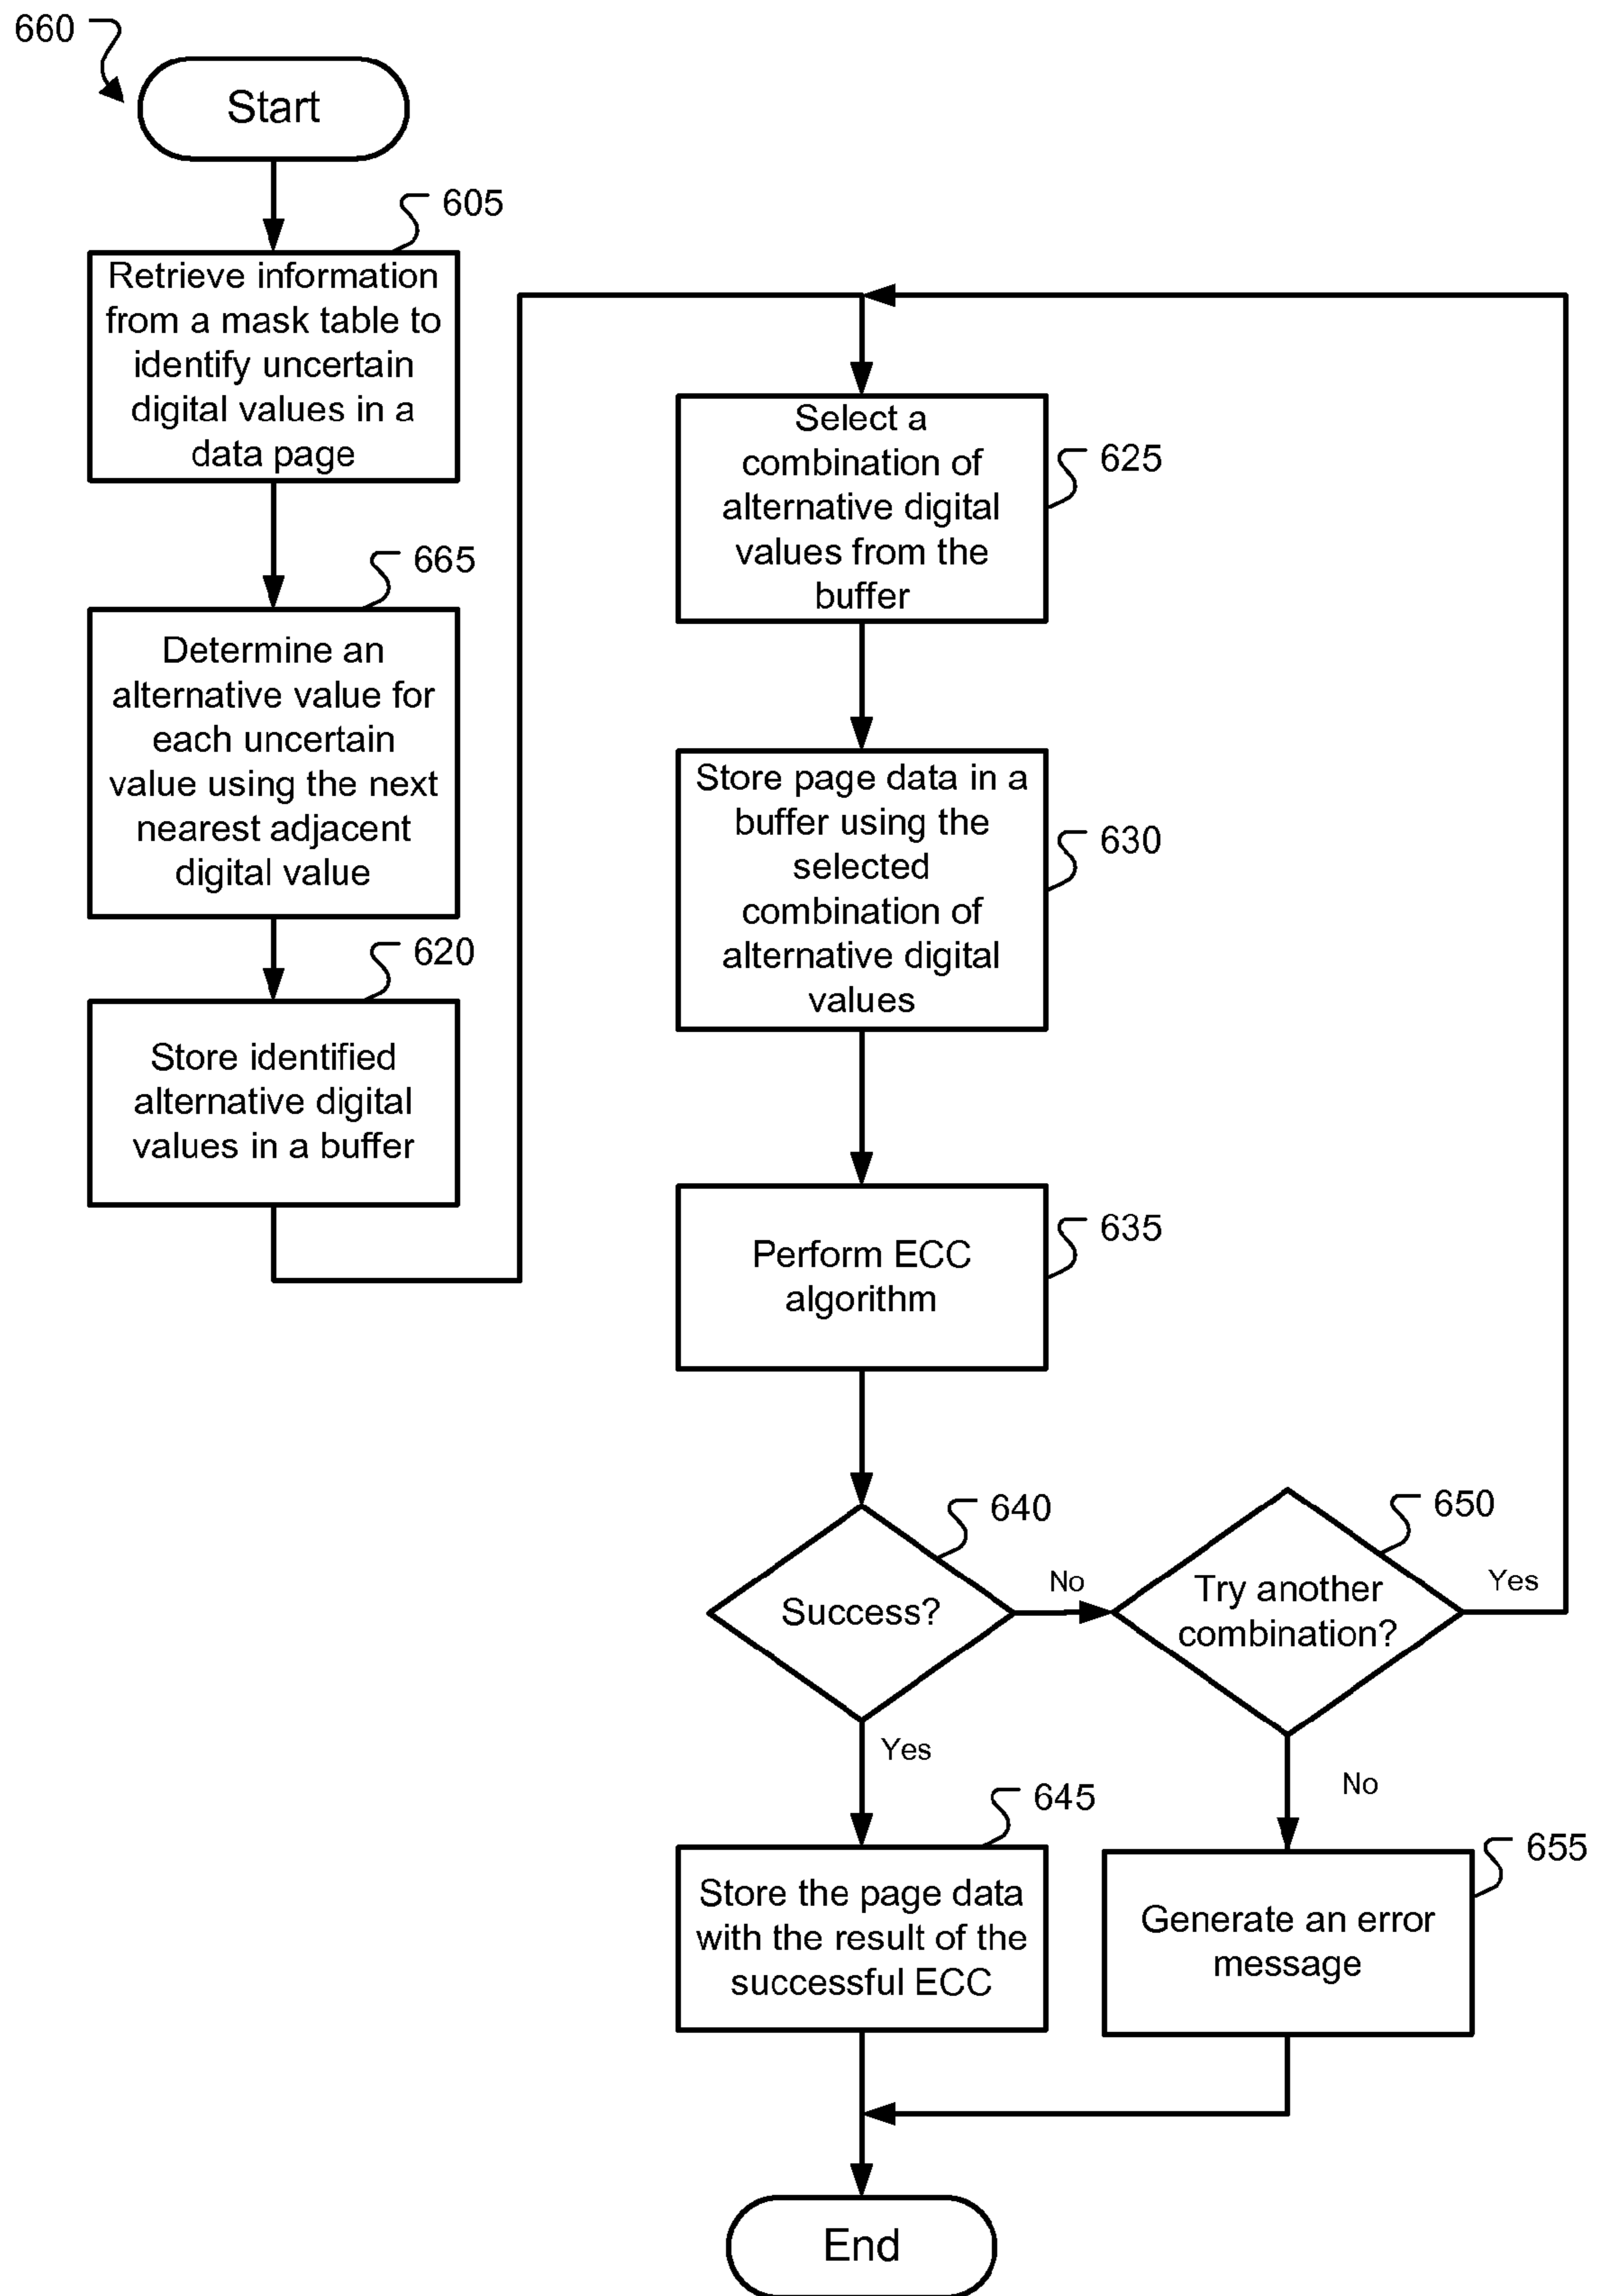 660
Start
605
Retrieve information
from a mask table to
identify uncertain
digital values in a
data page
665
Determine an
alternative value for
each uncertain
value using the next
nearest adjacent
digital value
620
Store identified
alternative digital
values in a buffer
Select a
combination of
alternative digital
values from the
buffer
625
Store page data in a
buffer using the
selected
combination of
alternative digital
values
630
Perform ECC
algorithm
635
Success?
640
No
Try another
combination?
650
Yes
Yes
No
Store the page data
with the result of the
successful ECC
645
Generate an error
message
655
End